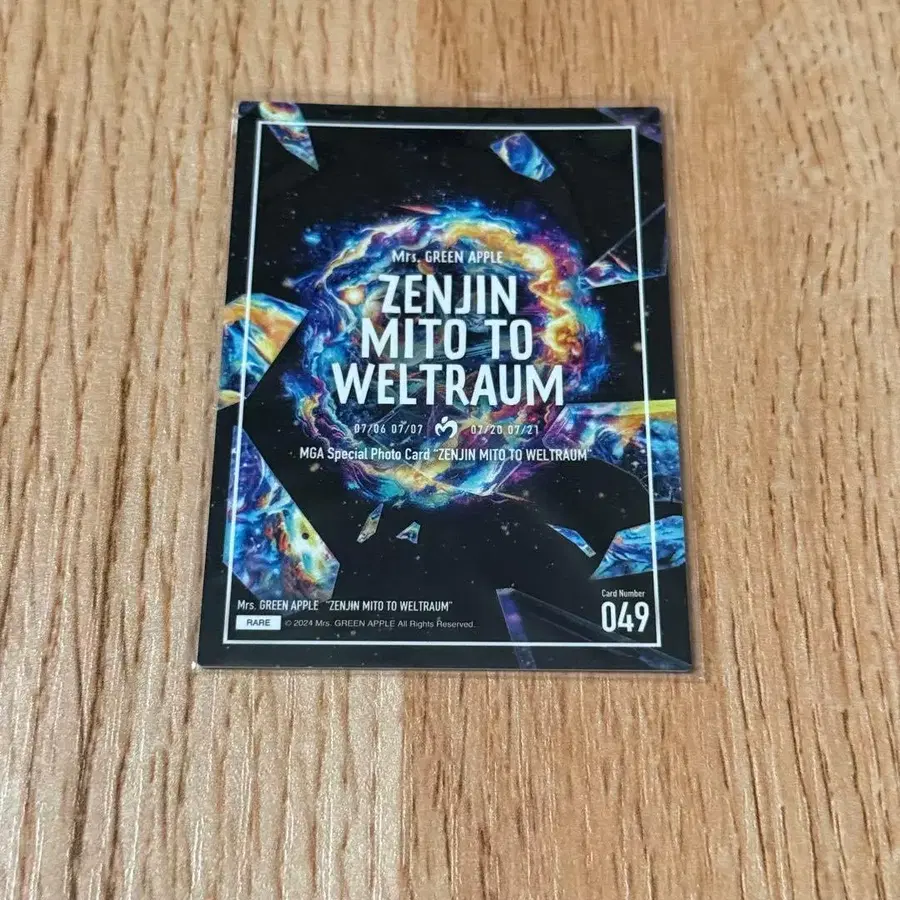 Mrs. GREEN APPLE
ZENJIN
MITO TO
WELTRAUM
07/06 07/07 07/20 07/21
MGA Special Photo Card "ZENJIN MITO TO WELTRAUM"
Mrs. GREEN APPLE "ZENJIN MITO TO WELTRAUM"
RARE © 2024 Mrs. GREEN APPLE All Rights Reserved.
Card Number
049